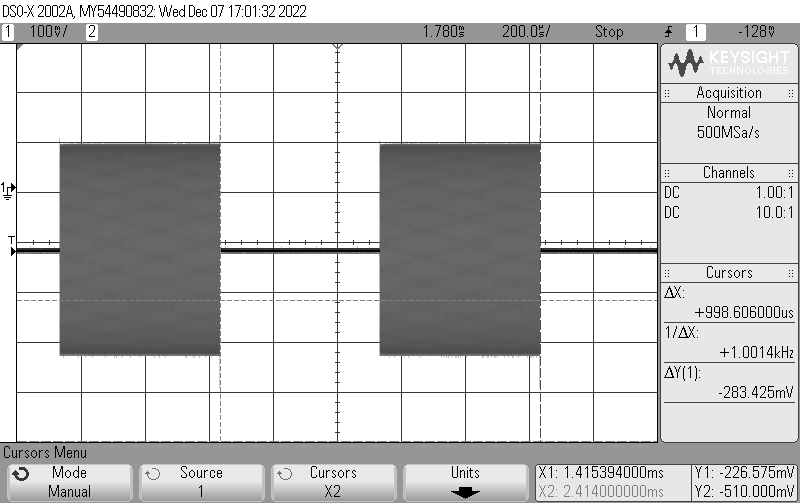 DSO-X 2002A, MY54490832: Wed Dec 07 17:01:32 2022
1 100mV/ 2 1.780s 200.0s/ Stop 1 -128V
KEYSIGHT
TECHNOLOGIES
Acquisition
Normal
500MSa/s
Channels
DC 1.00:1
DC 10.0:1
Cursors
ΔX:
+998.606000us
1/ΔX:
+1.0014kHz
ΔY(1):
-283.425mV
1
T
Cursors Menu
Mode
Manual
Source
1
Cursors
X2
Units
X1: 1.415394000ms
X2: 2.414000000ms
Y1: -226.575mV
Y2: -510.000mV